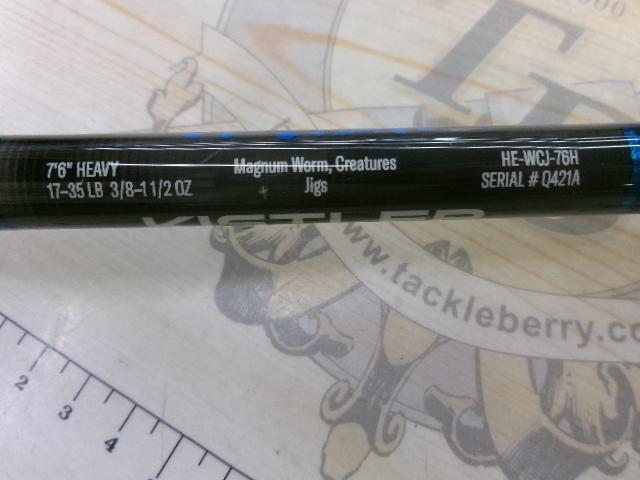 7'6" HEAVY
17-35 LB 3/8-1 1/2 OZ
Magnum Worm, Creatures
Jigs
HE-WCJ-76H
SERIAL # Q421A
KISTLER
www.tackleberry.co
2
3
4